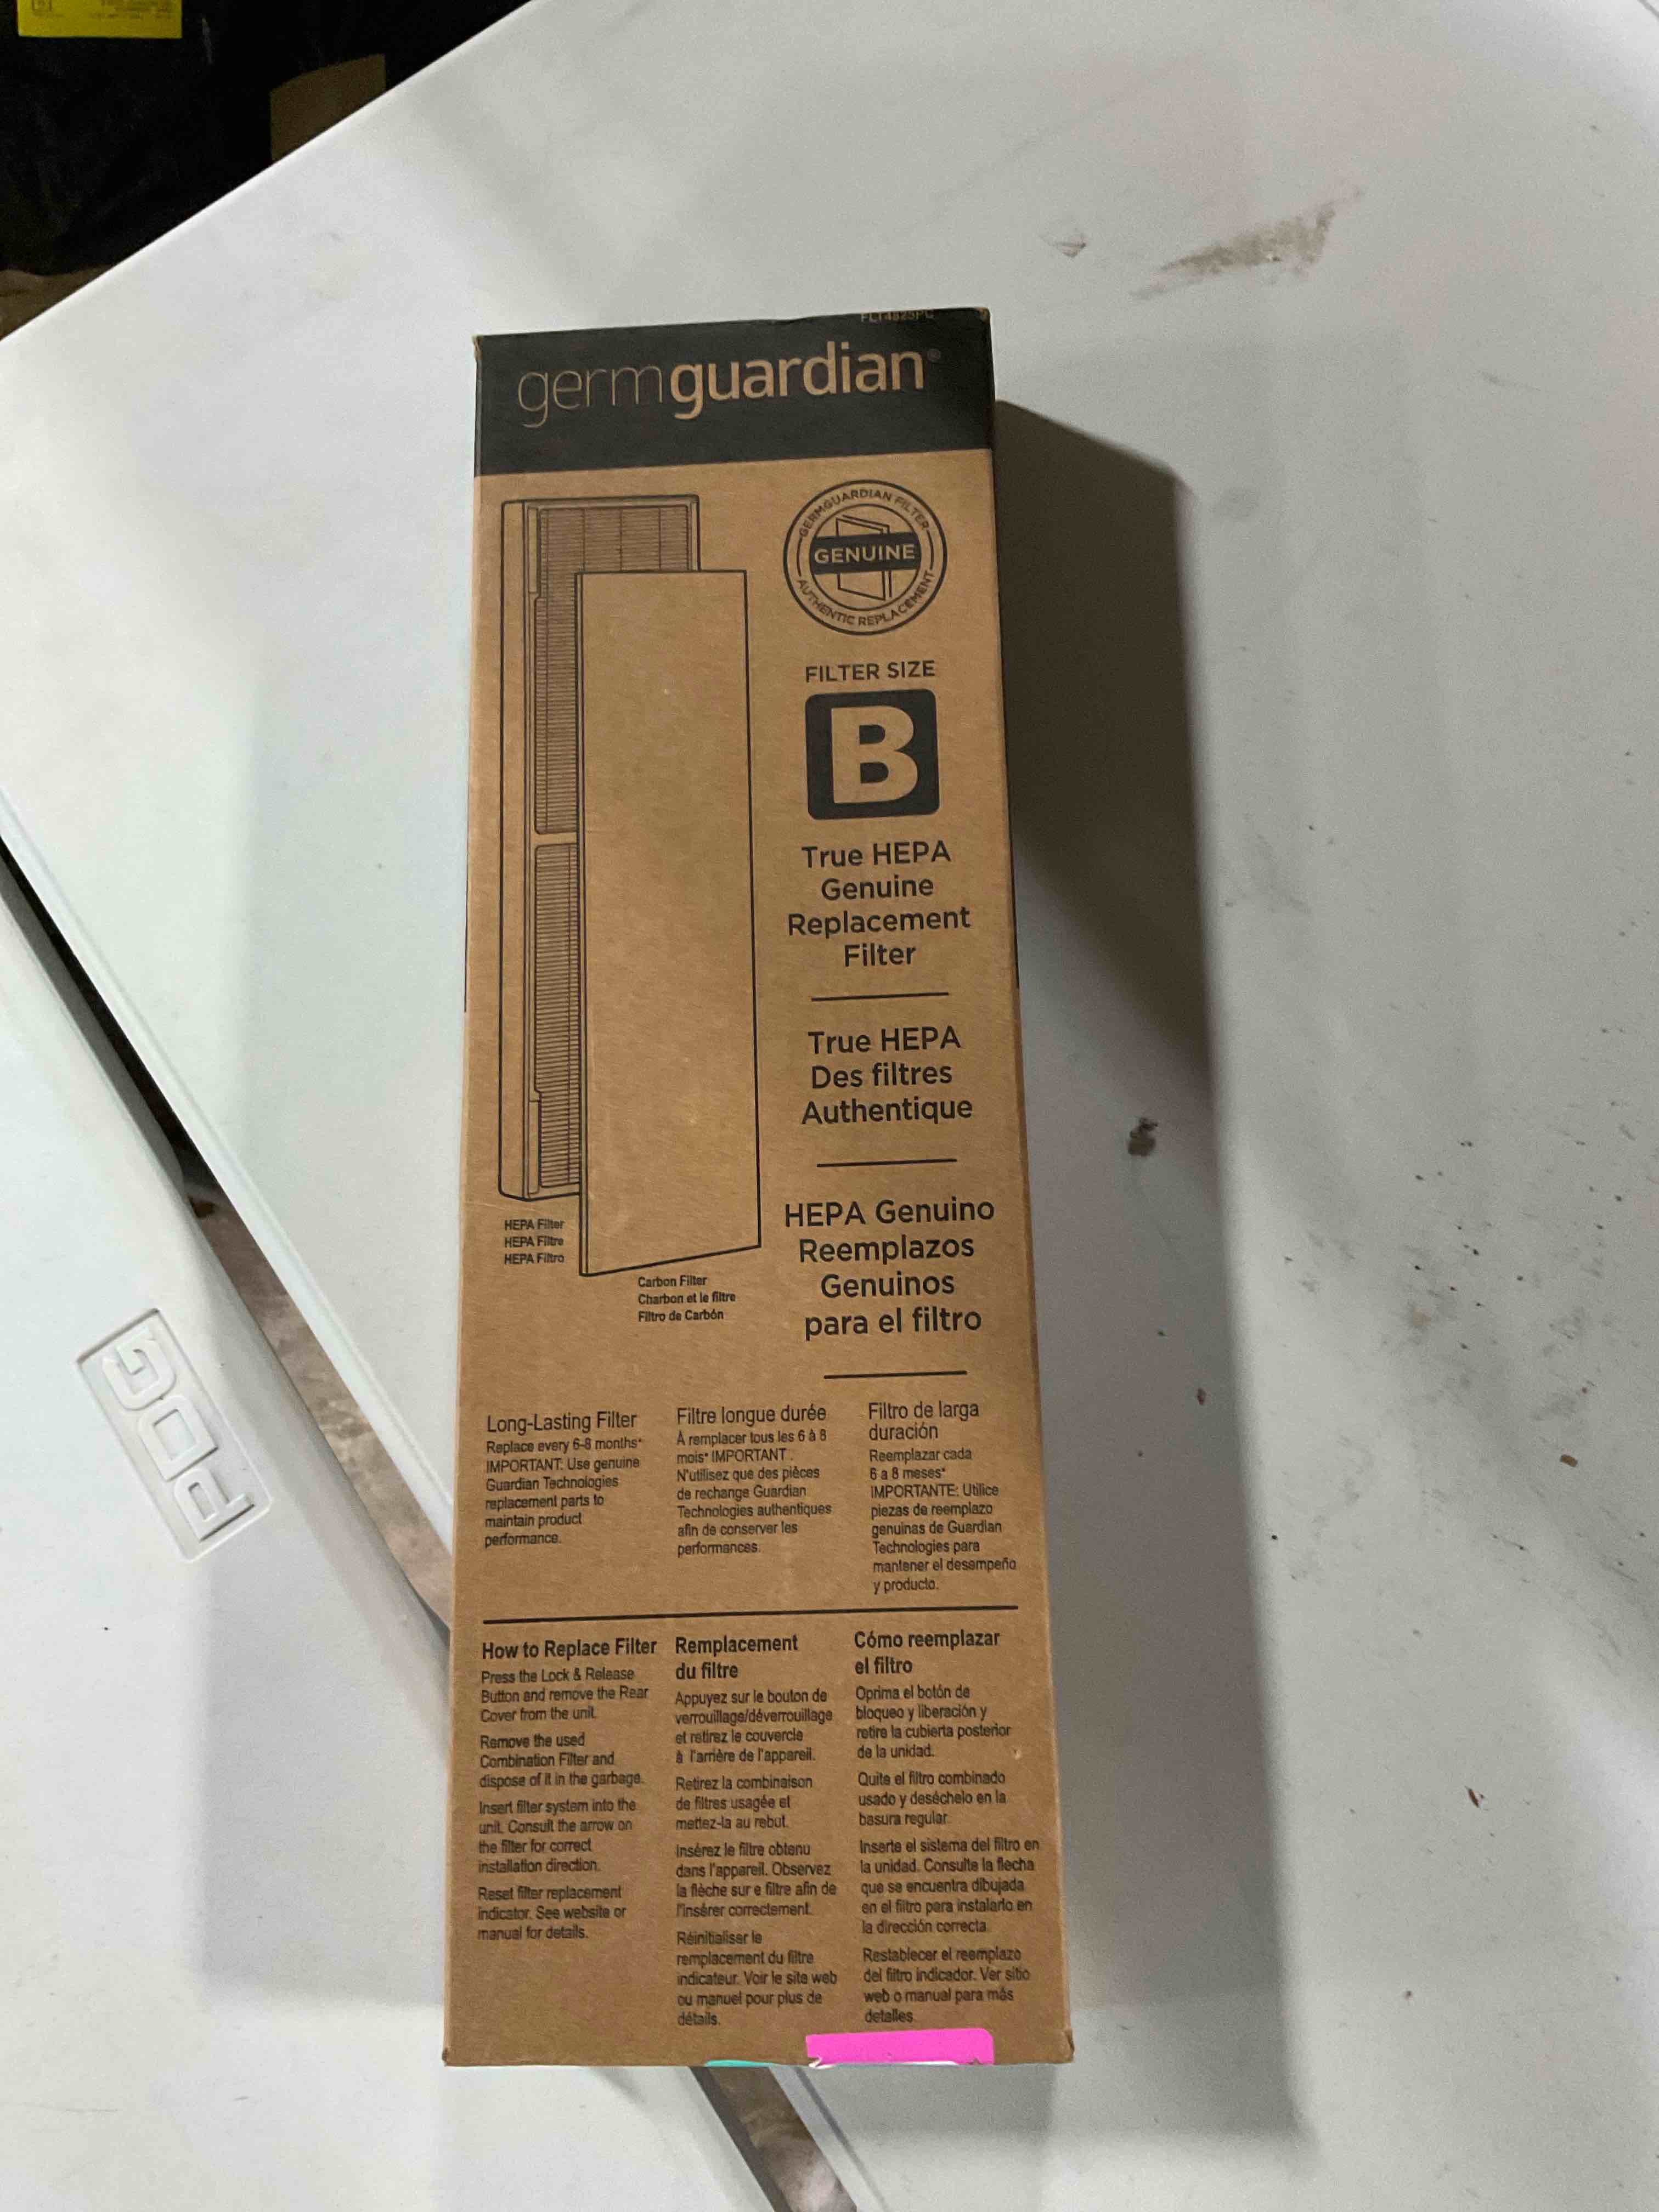 FLT4825PC
germguardian®
GERMGUARDIAN FILTER
GENUINE
AUTHENTIC REPLACEMENT
FILTER SIZE
B
True HEPA
Genuine
Replacement
Filter
True HEPA
Des filtres
Authentique
HEPA Genuino
Reemplazos
Genuinos
para el filtro
HEPA Filter
HEPA Filtre
HEPA Filtro
Carbon Filter
Charbon et le filtre
Filtro de Carbón
Long-Lasting Filter
Replace every 6-8 months*
IMPORTANT: Use genuine
Guardian Technologies
replacement parts to
maintain product
performance.
Filtre longue durée
À remplacer tous les 6 à 8
mois* IMPORTANT :
N'utilisez que des pièces
de rechange Guardian
Technologies authentiques
afin de conserver les
performances.
Filtro de larga
duración
Reemplazar cada
6 a 8 meses*
IMPORTANTE: Utilice
piezas de reemplazo
genuinas de Guardian
Technologies para
mantener el desempeño
y producto.
How to Replace Filter
Press the Lock & Release
Button and remove the Rear
Cover from the unit.
Remove the used
Combination Filter and
dispose of it in the garbage.
Insert filter system into the
unit. Consult the arrow on
the filter for correct
installation direction.
Reset filter replacement
indicator. See website or
manual for details.
Remplacement
du filtre
Appuyez sur le bouton de
verrouillage/déverrouillage
et retirez le couvercle
à l'arrière de l'appareil.
Retirez la combinaison
de filtres usagée et
mettez-la au rebut.
Insérez le filtre obtenu
dans l'appareil. Observez
la flèche sur e filtre afin de
l'insérer correctement.
Réinitialiser le
remplacement du filtre
indicateur. Voir le site web
ou manuel pour plus de
détails.
Cómo reemplazar
el filtro
Oprima el botón de
bloqueo y liberación y
retire la cubierta posterior
de la unidad.
Quite el filtro combinado
usado y deséchelo en la
basura regular.
Inserte el sistema del filtro en
la unidad. Consulte la flecha
que se encuentra dibujada
en el filtro para instalarlo en
la dirección correcta.
Restablecer el reemplazo
del filtro indicador. Ver sitio
web o manual para más
detalles.
PDG